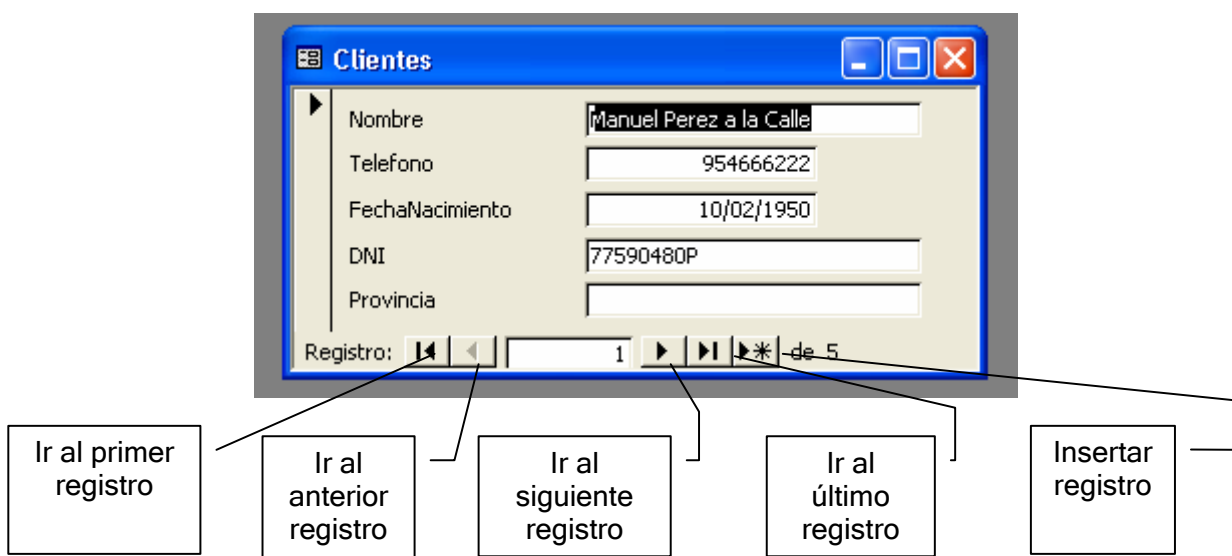 Clientes
Nombre Manuel Perez a la Calle
Telefono 954666222
FechaNacimiento 10/02/1950
DNI 77590480P
Provincia
Registro: 1 de 5
Ir al primer
registro
Ir al
anterior
registro
Ir al
siguiente
registro
Ir al
último
registro
Insertar
registro